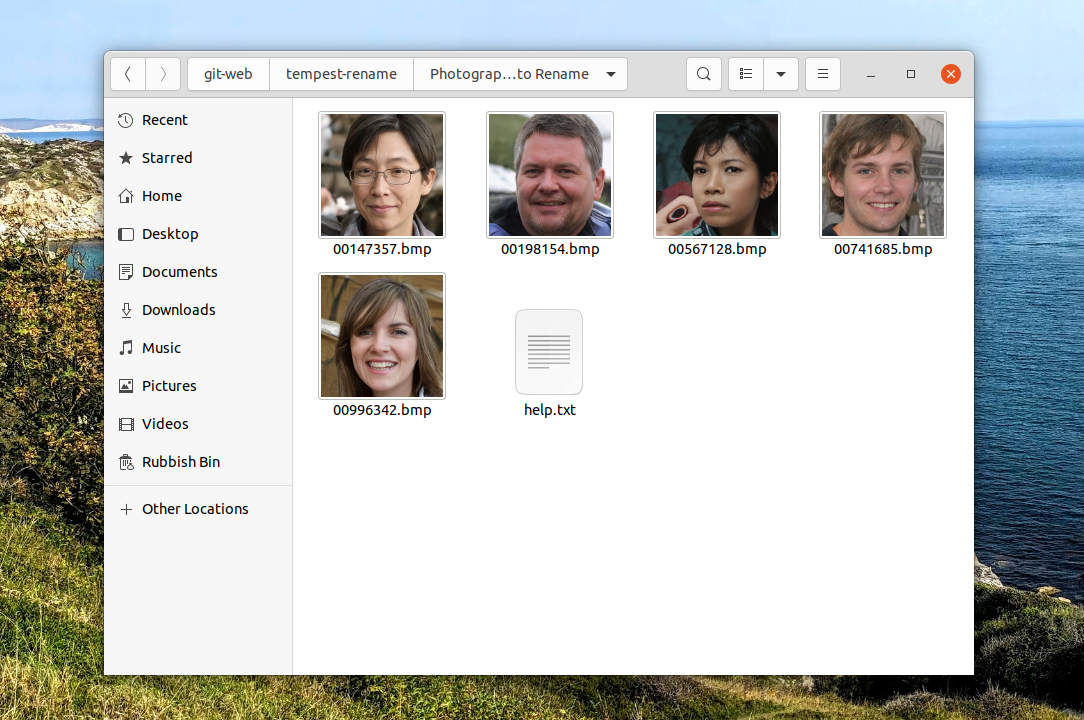 git-web
tempest-rename
Photograp...to Rename
Recent
Starred
Home
Desktop
Documents
Downloads
Music
Pictures
Videos
Rubbish Bin
Other Locations
00147357.bmp
00198154.bmp
00567128.bmp
00741685.bmp
00996342.bmp
help.txt